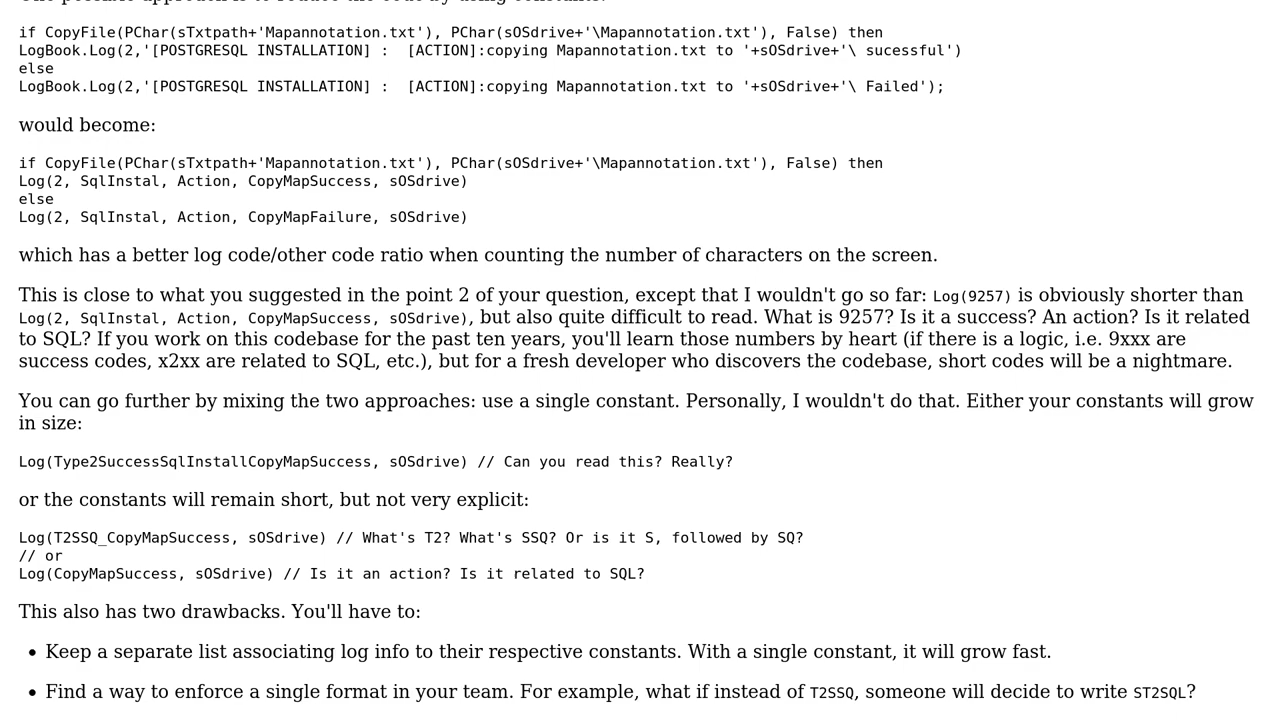 if CopyFile(PChar(sTxtpath+'Mapannotation.txt'), PChar(sOSdrive+'\Mapannotation.txt'), False) then
LogBook.Log(2,'[POSTGRESQL INSTALLATION] :  [ACTION]:copying Mapannotation.txt to '+sOSdrive+'\ sucessful')
else
LogBook.Log(2,'[POSTGRESQL INSTALLATION] :  [ACTION]:copying Mapannotation.txt to '+sOSdrive+'\ Failed');
would become:
if CopyFile(PChar(sTxtpath+'Mapannotation.txt'), PChar(sOSdrive+'\Mapannotation.txt'), False) then
Log(2, SqlInstal, Action, CopyMapSuccess, sOSdrive)
else
Log(2, SqlInstal, Action, CopyMapFailure, sOSdrive)
which has a better log code/other code ratio when counting the number of characters on the screen.
This is close to what you suggested in the point 2 of your question, except that I wouldn't go so far: Log(9257) is obviously shorter than
Log(2, SqlInstal, Action, CopyMapSuccess, sOSdrive), but also quite difficult to read. What is 9257? Is it a success? An action? Is it related
to SQL? If you work on this codebase for the past ten years, you'll learn those numbers by heart (if there is a logic, i.e. 9xxx are
success codes, x2xx are related to SQL, etc.), but for a fresh developer who discovers the codebase, short codes will be a nightmare.
You can go further by mixing the two approaches: use a single constant. Personally, I wouldn't do that. Either your constants will grow
in size:
Log(Type2SuccessSqlInstallCopyMapSuccess, sOSdrive) // Can you read this? Really?
or the constants will remain short, but not very explicit:
Log(T2SSQ_CopyMapSuccess, sOSdrive) // What's T2? What's SSQ? Or is it S, followed by SQ?
// or
Log(CopyMapSuccess, sOSdrive) // Is it an action? Is it related to SQL?
This also has two drawbacks. You'll have to:
• Keep a separate list associating log info to their respective constants. With a single constant, it will grow fast.
• Find a way to enforce a single format in your team. For example, what if instead of T2SSQ, someone will decide to write ST2SQL?